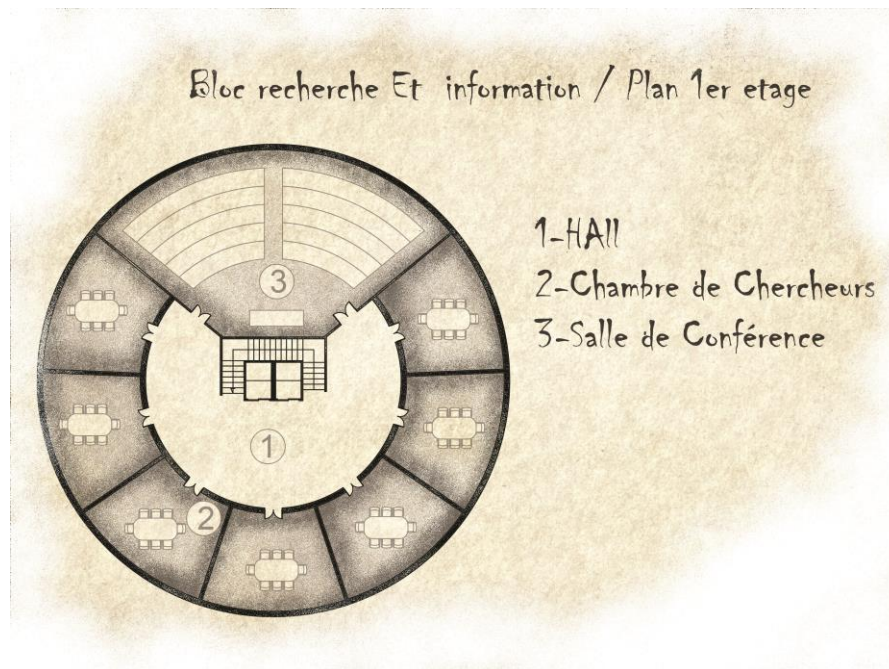 Bloc recherche Et information / Plan 1er etage
1-HAll
2-Chambre de Chercheurs
3-Salle de Conférence
3
1
2